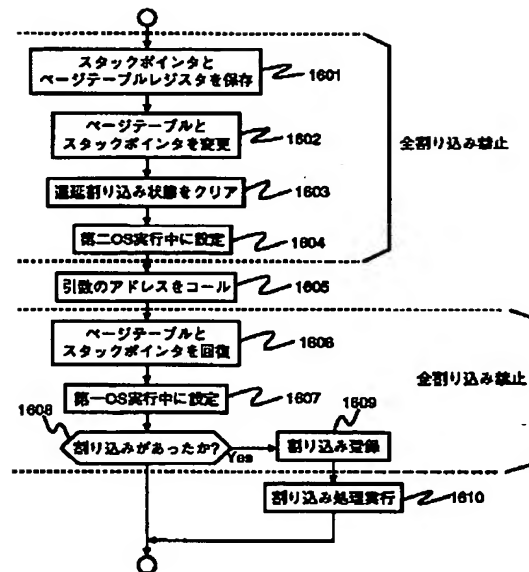 スタックポインタと
ページテーブルレジスタを保存
1601
ページテーブルと
スタックポインタを変更
1602
全割り込み禁止
遅延割り込み状態をクリア
1603
第二OS実行中に設定
1604
引数のアドレスをコール
1605
ページテーブルと
スタックポインタを回復
1606
全割り込み禁止
第一OS実行中に設定
1607
1608
割り込みがあったか?
Yes
1609
割り込み登録
割り込み処理実行
1610